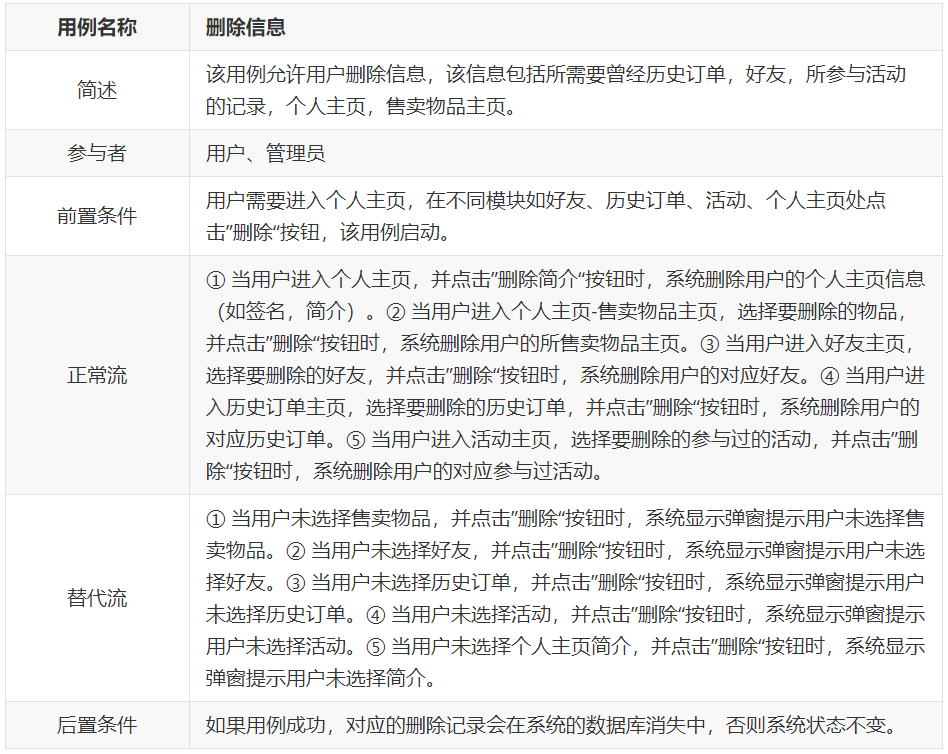 用例名称 删除信息
简述
该用例允许用户删除信息，该信息包括所需要曾经历史订单，好友，所参与活动
的记录，个人主页，售卖物品主页。
参与者 用户、管理员
前置条件
用户需要进入个人主页，在不同模块如好友、历史订单、活动、个人主页处点
击”删除“按钮，该用例启动。
正常流
① 当用户进入个人主页，并点击”删除简介“按钮时，系统删除用户的个人主页信息
（如签名，简介）。② 当用户进入个人主页-售卖物品主页，选择要删除的物品，
并点击”删除“按钮时，系统删除用户的所售卖物品主页。③ 当用户进入好友主页，
选择要删除的好友，并点击”删除“按钮时，系统删除用户的对应好友。④ 当用户进
入历史订单主页，选择要删除的历史订单，并点击”删除“按钮时，系统删除用户的
对应历史订单。⑤ 当用户进入活动主页，选择要删除的参与过的活动，并点击”删
除“按钮时，系统删除用户的对应参与过活动。
替代流
① 当用户未选择售卖物品，并点击”删除“按钮时，系统显示弹窗提示用户未选择售
卖物品。② 当用户未选择好友，并点击”删除“按钮时，系统显示弹窗提示用户未选
择好友。③ 当用户未选择历史订单，并点击”删除“按钮时，系统显示弹窗提示用户
未选择历史订单。④ 当用户未选择活动，并点击”删除“按钮时，系统显示弹窗提示
用户未选择活动。⑤ 当用户未选择个人主页简介，并点击”删除“按钮时，系统显示
弹窗提示用户未选择简介。
后置条件 如果用例成功，对应的删除记录会在系统的数据库消失中，否则系统状态不变。